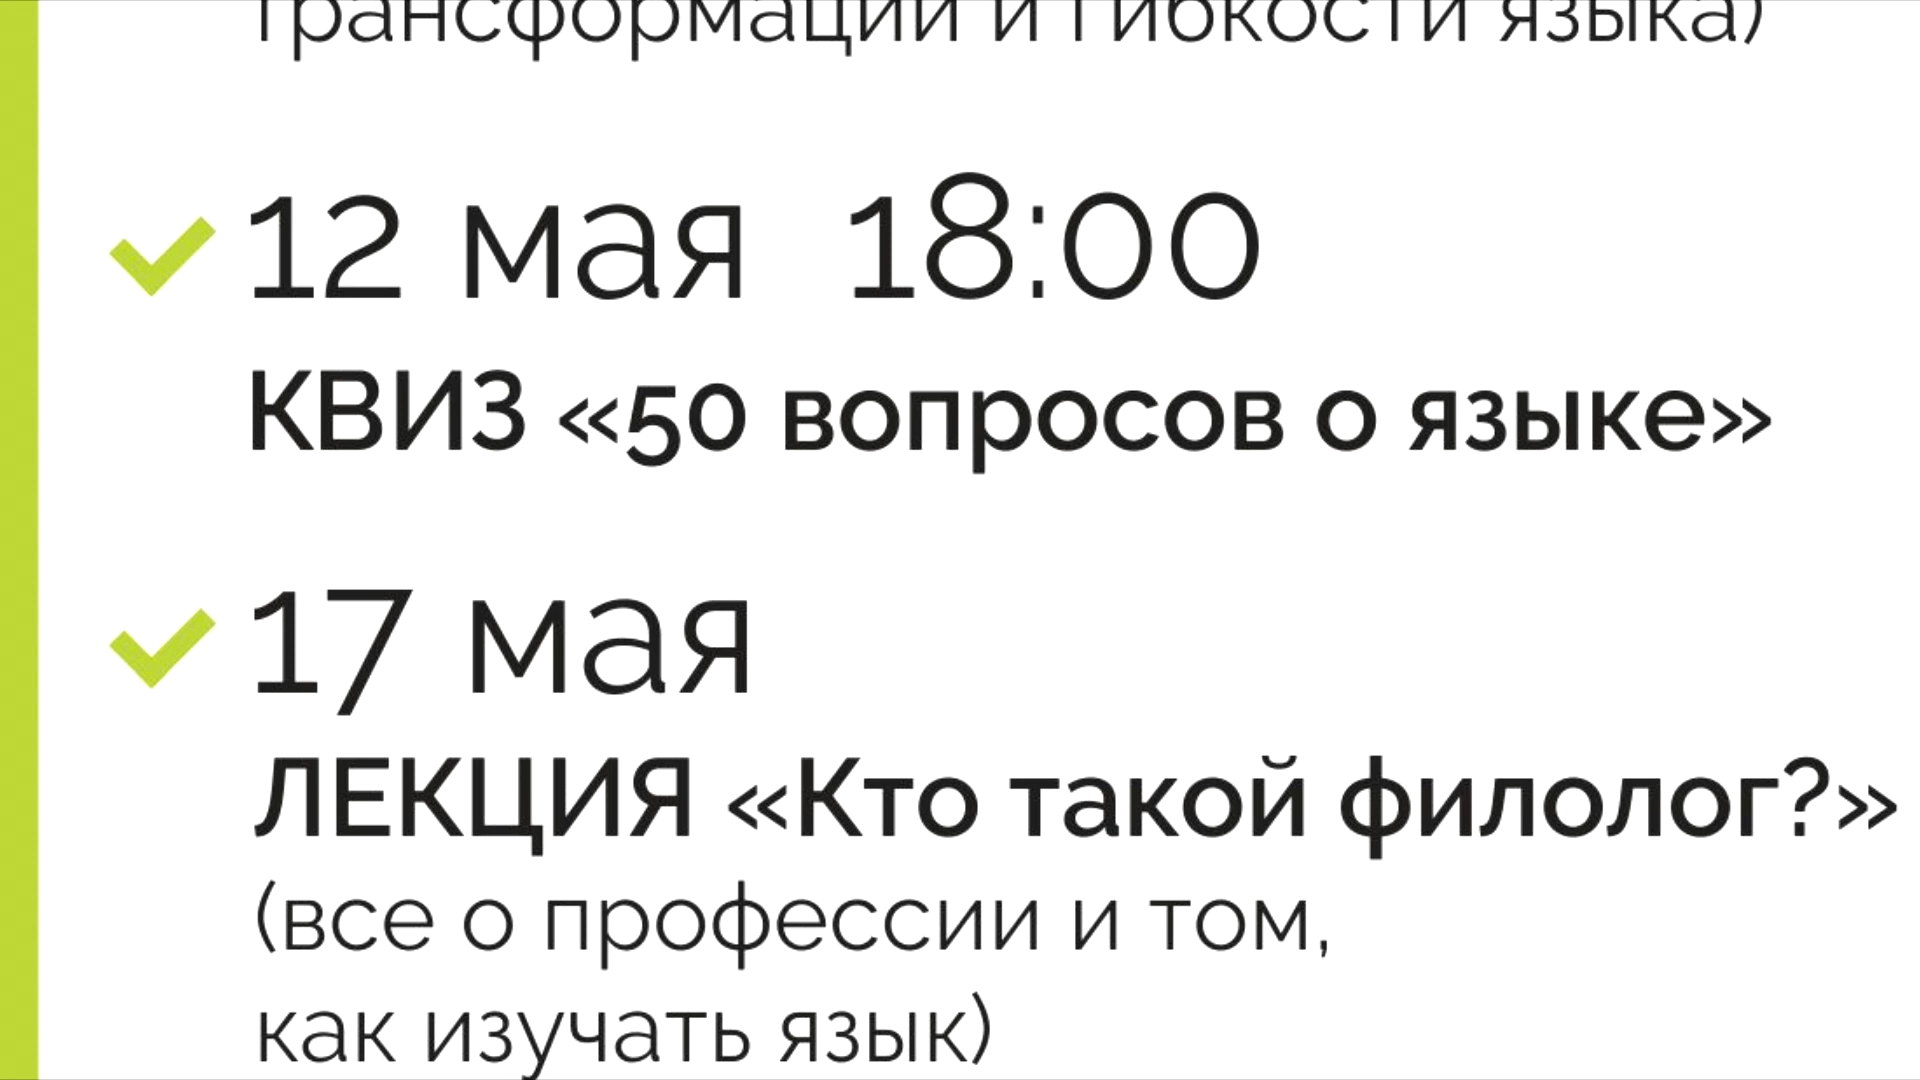 трансформации и гибкости языка)
12 мая 18:00
КВИЗ «50 вопросов о языке»
17 мая
ЛЕКЦИЯ «Кто такой филолог?»
(все о профессии и том,
как изучать язык)